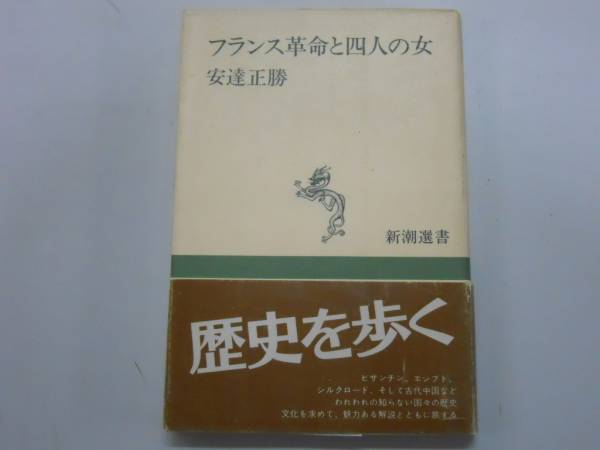 フランス革命と四人の女
安達正勝
新潮選書
歴史を歩く
ビザンチン。エジプト。
シルクロード、そして古代中国など
われわれの知らない国々の歴史
文化を求めて、魅力ある解説とともに旅する